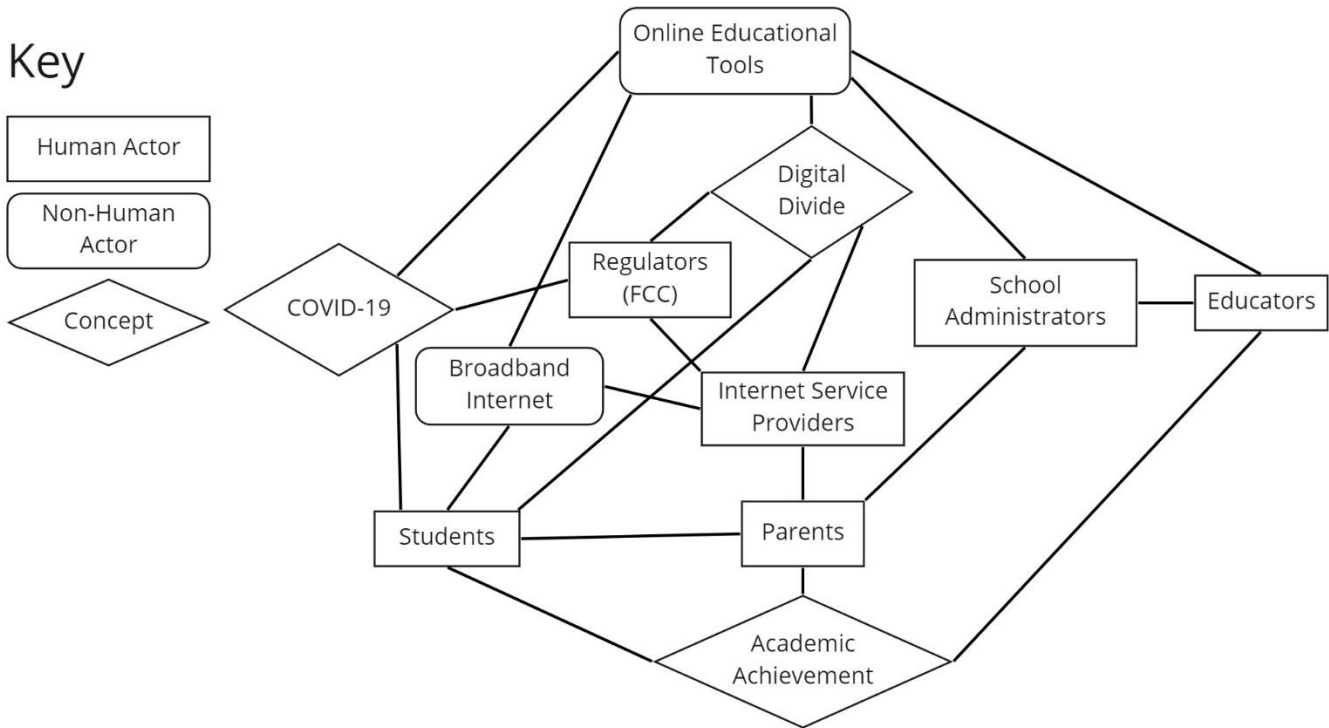 Key
Human Actor
Non-Human
Actor
Concept
Online Educational
Tools
Digital
Divide
COVID-19
Regulators
(FCC)
School
Administrators
Educators
Broadband
Internet
Internet Service
Providers
Students
Parents
Academic
Achievement